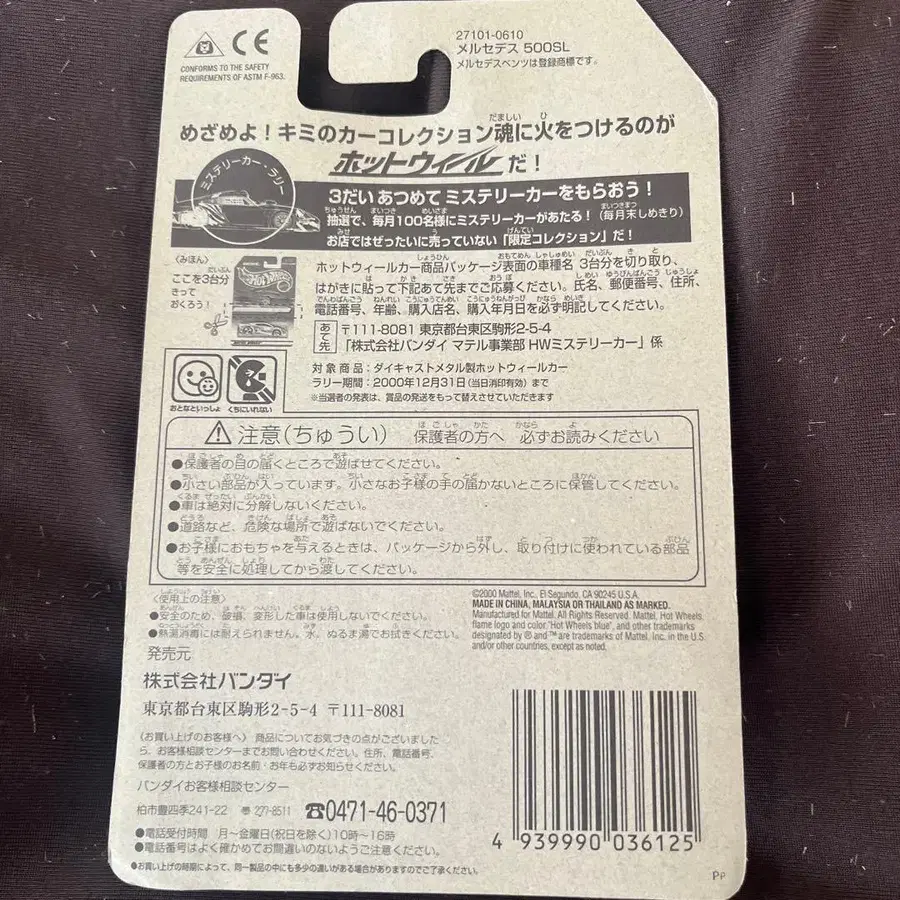 CE
CONFORMS TO THE SAFETY
REQUIREMENTS OF ASTM F-963.
27101-0610
メルセデス 500SL
メルセデスベンツは登録商標です。
めざめよ!キミのカーコレクション魂に火をつけるのが
ホットウィールだ!
ミステリーカー・ラリー
3だい あつめて ミステリーカーをもらおう!
抽選で、毎月100名様にミステリーカーがあたる!(毎月末しめきり)
お店ではぜったいに売っていない「限定コレクション」だ!
〈みほん〉
ここを3台分
きって
おくろう!
ホットウィールカー商品パッケージ表面の車種名 3台分を切り取り、
はがきに貼って下記あて先までご応募ください。氏名、郵便番号、住所、
電話番号、年齢、購入店名、購入年月日を必ず明記してください。
あて先
〒111-8081 東京都台東区駒形2-5-4
「株式会社バンダイ マテル事業部 HWミステリーカー」係
対象商品:ダイキャストメタル製ホットウィールカー
ラリー期間:2000年12月31日(当日消印有効)まで
※当選者の発表は、賞品の発送をもって替えさせていただきます
おとなといっしょ
くちにいれない
注意(ちゅうい) 保護者の方へ 必ずお読みください
●保護者の目の届くところで遊ばせてください。
●小さい部品が入っています。小さなお子様の手の届かないところに保管してください。
●車は絶対に分解しないください。
●道路など、危険な場所で遊ばないでください。
●お子様におもちゃを与えるときは、パッケージから外し、取り付けに使われている部品
等を安全に処理してから渡してください。
〈使用上の注意〉
●安全のため、破損、変形した車は使用しないでください。
●熱湯消毒には耐えられません。水、ぬるま湯でお拭きください。
©2000 Mattel, Inc., El Segundo, CA 90245 U.S.A.
MADE IN CHINA, MALAYSIA OR THAILAND AS MARKED.
Manufactured for Mattel. All Rights Reserved. Mattel, Hot Wheels
flame logo and color "Hot Wheels blue", and other trademarks
designated by ® and ™ are trademarks of Mattel, Inc. in the U.S.
and/or other countries, except as noted.
発売元
株式会社バンダイ
東京都台東区駒形2-5-4 〒111-8081
〈お買い上げのお客様へ〉 商品についてお気づきの点がございました
ら、お客様相談センターまでお問い合わせください。住所、電話番号、
保護者の方とお子様のお名前・お年も必ずお知らせください。
バンダイお客様相談センター
柏市豊四季241-22 〒277-8511 ☎0471-46-0371
●電話受付時間 月〜金曜日(祝日を除く)10時〜16時
●電話番号はよく確かめてお間違いのないようご注意ください。
●お買い上げの時期によって、同一製品の中にも多少の違いがある場合がありますのでご了承ください。
4 939990 036125
PP